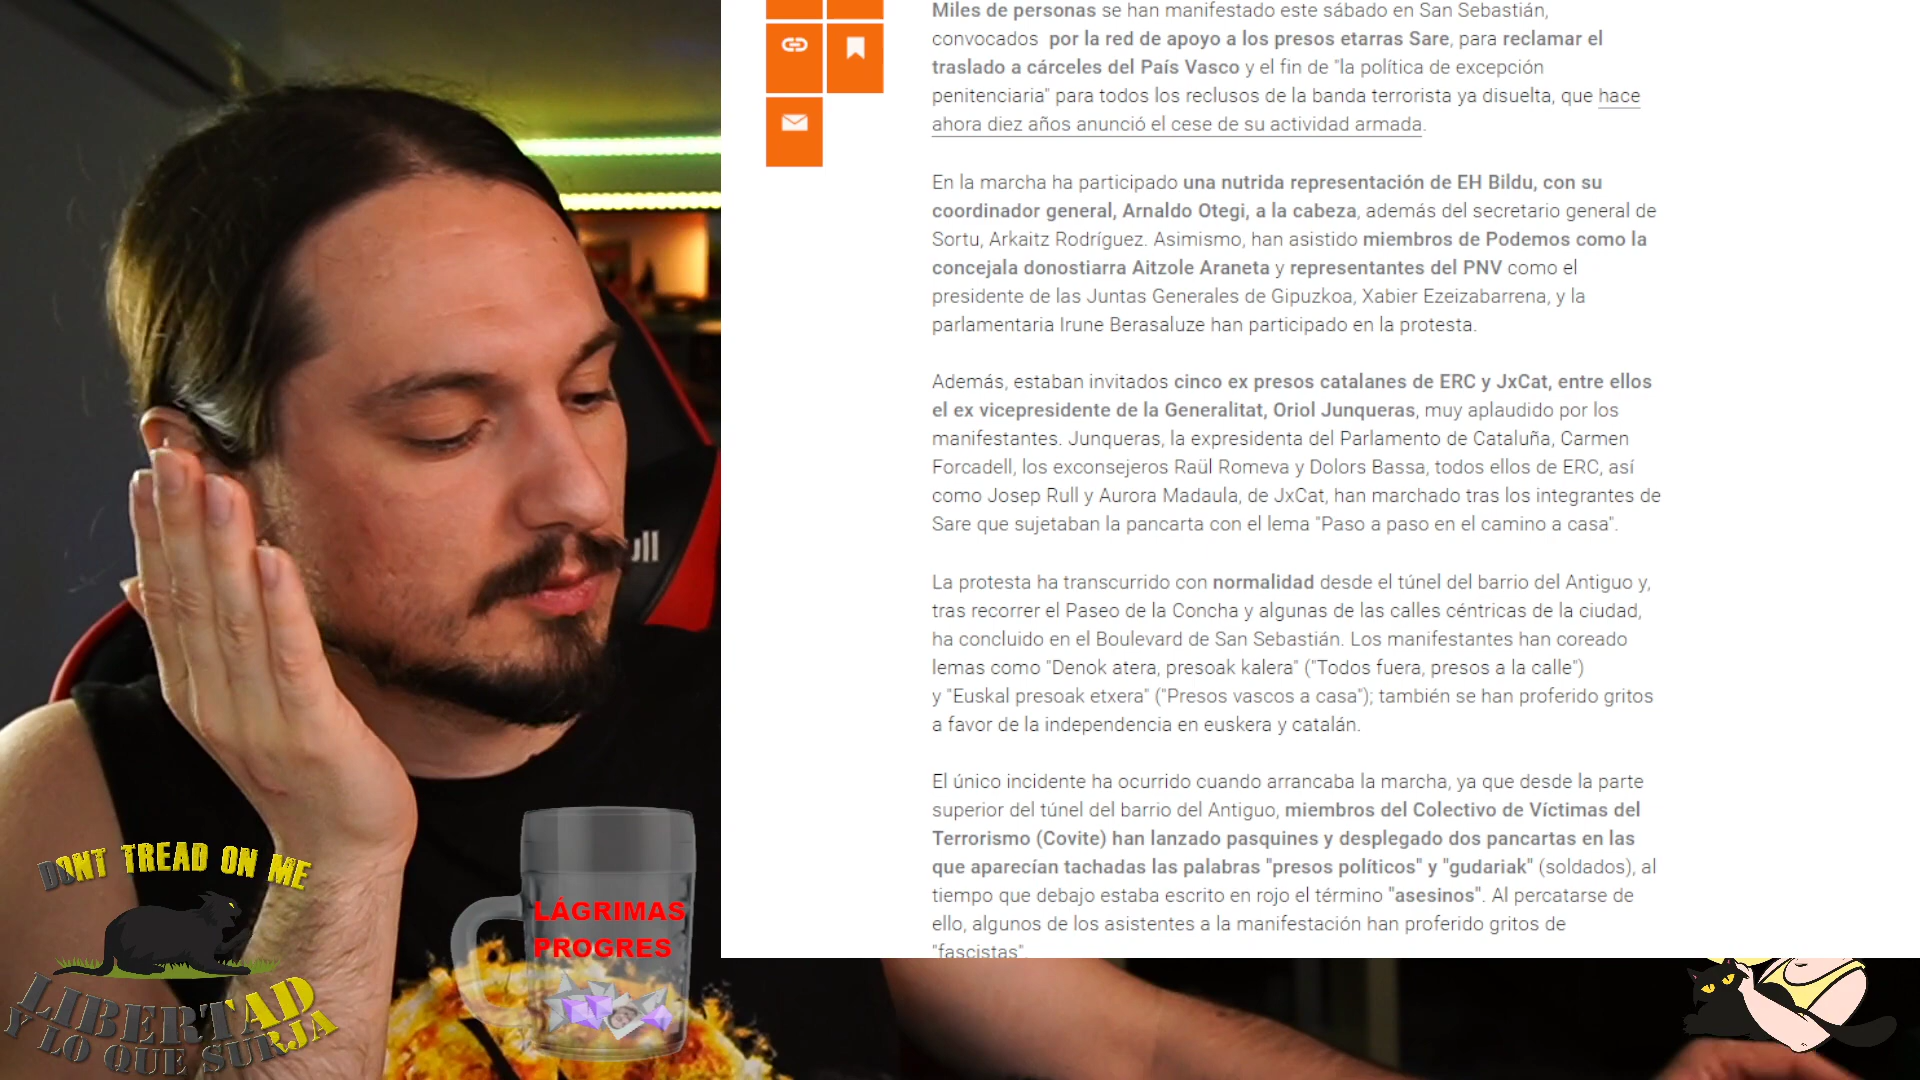 Miles de personas se han manifestado este sábado en San Sebastián,
convocados por la red de apoyo a los presos etarras Sare, para reclamar el
traslado a cárceles del País Vasco y el fin de "la política de excepción
penitenciaria" para todos los reclusos de la banda terrorista ya disuelta, que hace
ahora diez años anunció el cese de su actividad armada.
En la marcha ha participado una nutrida representación de EH Bildu, con su
coordinador general, Arnaldo Otegi, a la cabeza, además del secretario general de
Sortu, Arkaitz Rodríguez. Asimismo, han asistido miembros de Podemos como la
concejala donostiarra Aitzole Araneta y representantes del PNV como el
presidente de las Juntas Generales de Gipuzkoa, Xabier Ezeizabarrena, y la
parlamentaria Irune Berasaluze han participado en la protesta.
Además, estaban invitados cinco ex presos catalanes de ERC y JxCat, entre ellos
el ex vicepresidente de la Generalitat, Oriol Junqueras, muy aplaudido por los
manifestantes. Junqueras, la expresidenta del Parlamento de Cataluña, Carmen
Forcadell, los exconsejeros Raül Romeva y Dolors Bassa, todos ellos de ERC, así
como Josep Rull y Aurora Madaula, de JxCat, han marchado tras los integrantes de
Sare que sujetaban la pancarta con el lema "Paso a paso en el camino a casa".
La protesta ha transcurrido con normalidad desde el túnel del barrio del Antiguo y,
tras recorrer el Paseo de la Concha y algunas de las calles céntricas de la ciudad,
ha concluido en el Boulevard de San Sebastián. Los manifestantes han coreado
lemas como "Denok atera, presoak kalera" ("Todos fuera, presos a la calle")
y "Euskal presoak etxera" ("Presos vascos a casa"); también se han proferido gritos
a favor de la independencia en euskera y catalán.
El único incidente ha ocurrido cuando arrancaba la marcha, ya que desde la parte
superior del túnel del barrio del Antiguo, miembros del Colectivo de Víctimas del
Terrorismo (Covite) han lanzado pasquines y desplegado dos pancartas en las
que aparecían tachadas las palabras "presos políticos" y "gudariak" (soldados), al
tiempo que debajo estaba escrito en rojo el término "asesinos". Al percatarse de
ello, algunos de los asistentes a la manifestación han proferido gritos de
"fascistas"
DONT TREAD ON ME
LIBERTAD
Y LO QUE SURJA
LÁGRIMAS
PROGRES